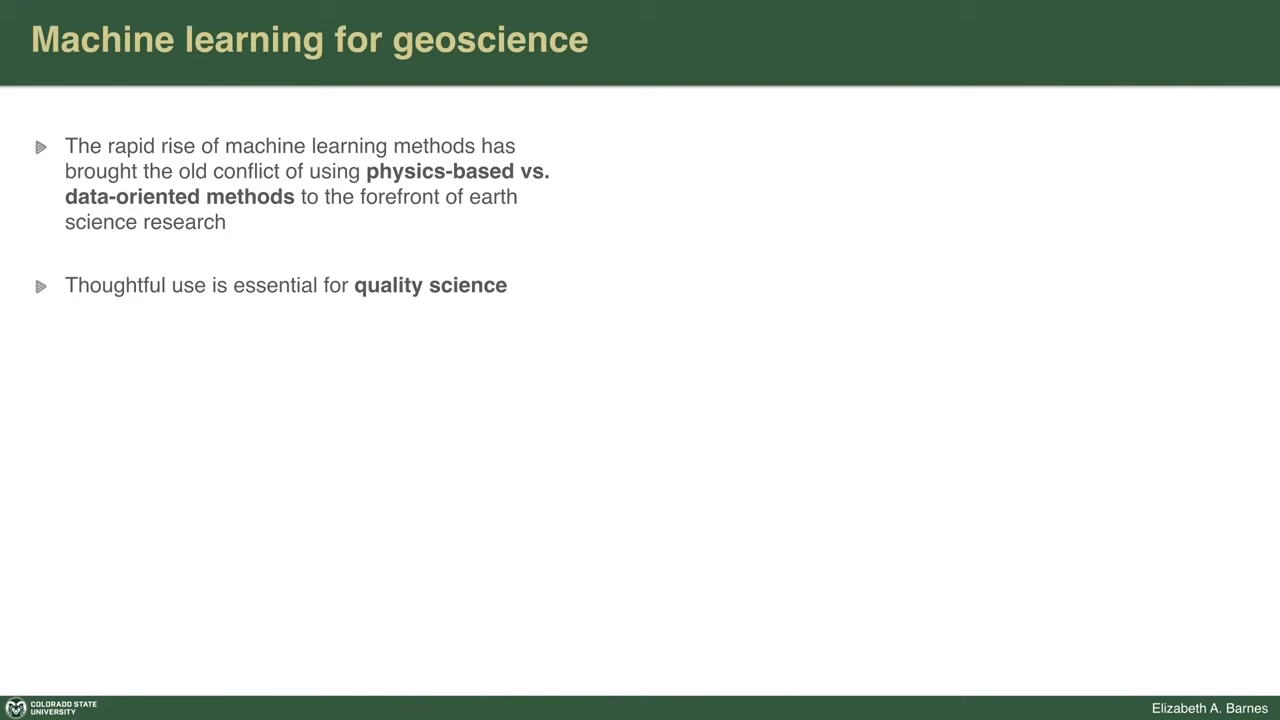 Machine learning for geoscience
The rapid rise of machine learning methods has
brought the old conflict of using physics-based vs.
data-oriented methods to the forefront of earth
science research
Thoughtful use is essential for quality science
COLORADO STATE
UNIVERSITY
Elizabeth A. Barnes